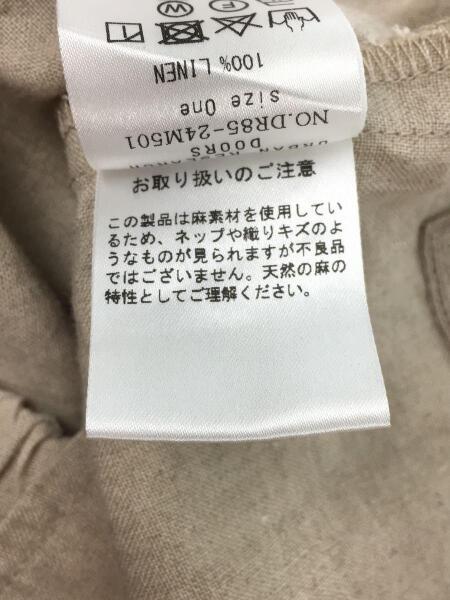 URBAN RESEARCH
DOORS
NO.DR85-24M501
Size One
100% LINEN
F
W
お取り扱いのご注意
この製品は麻素材を使用してい
るため、ネップや織りキズのよ
うなものが見られますが不良品
ではございません。天然の麻の
特性としてご理解ください。